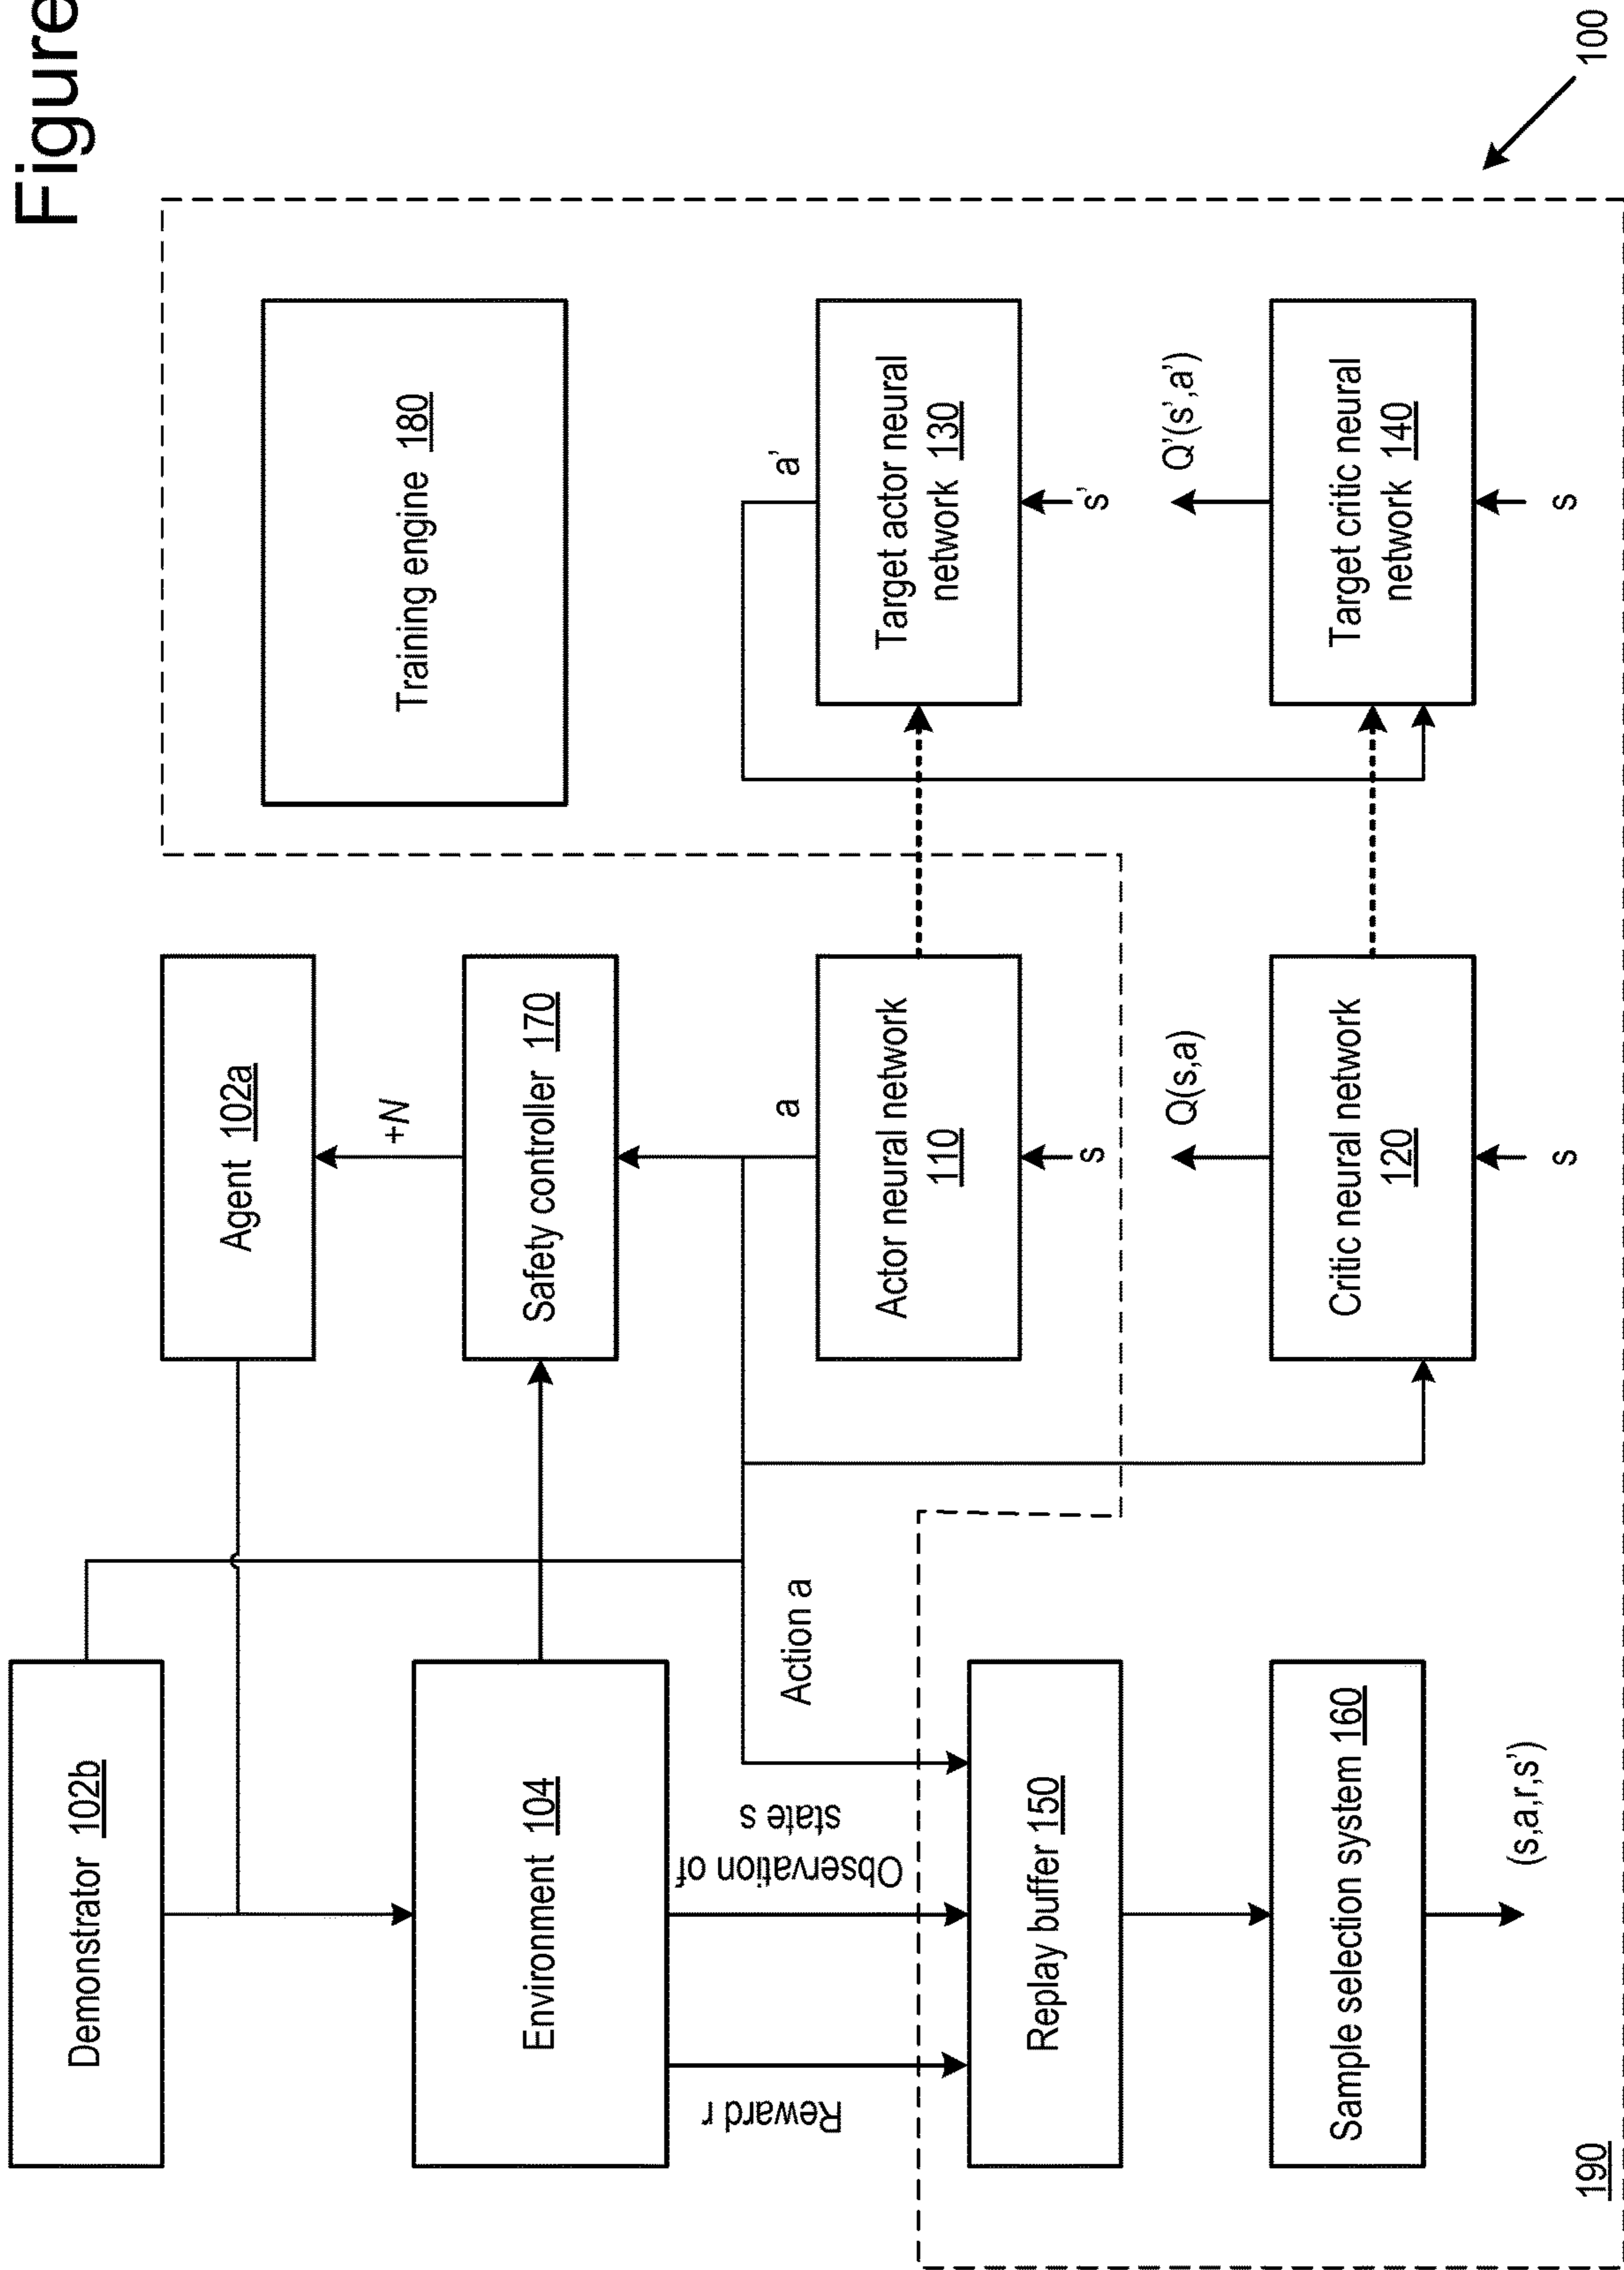 Figure
Demonstrator 102b
Agent 102a
Training engine 180
+N
Environment 104
Safety controller 170
Reward r
Observation of
state s
Action a
a
a'
Replay buffer 150
Actor neural network
110
Target actor neural
network 130
s
s'
Q(s,a)
Q'(s',a')
Sample selection system 160
Critic neural network
120
Target critic neural
network 140
(s,a,r,s')
s
s
190
100